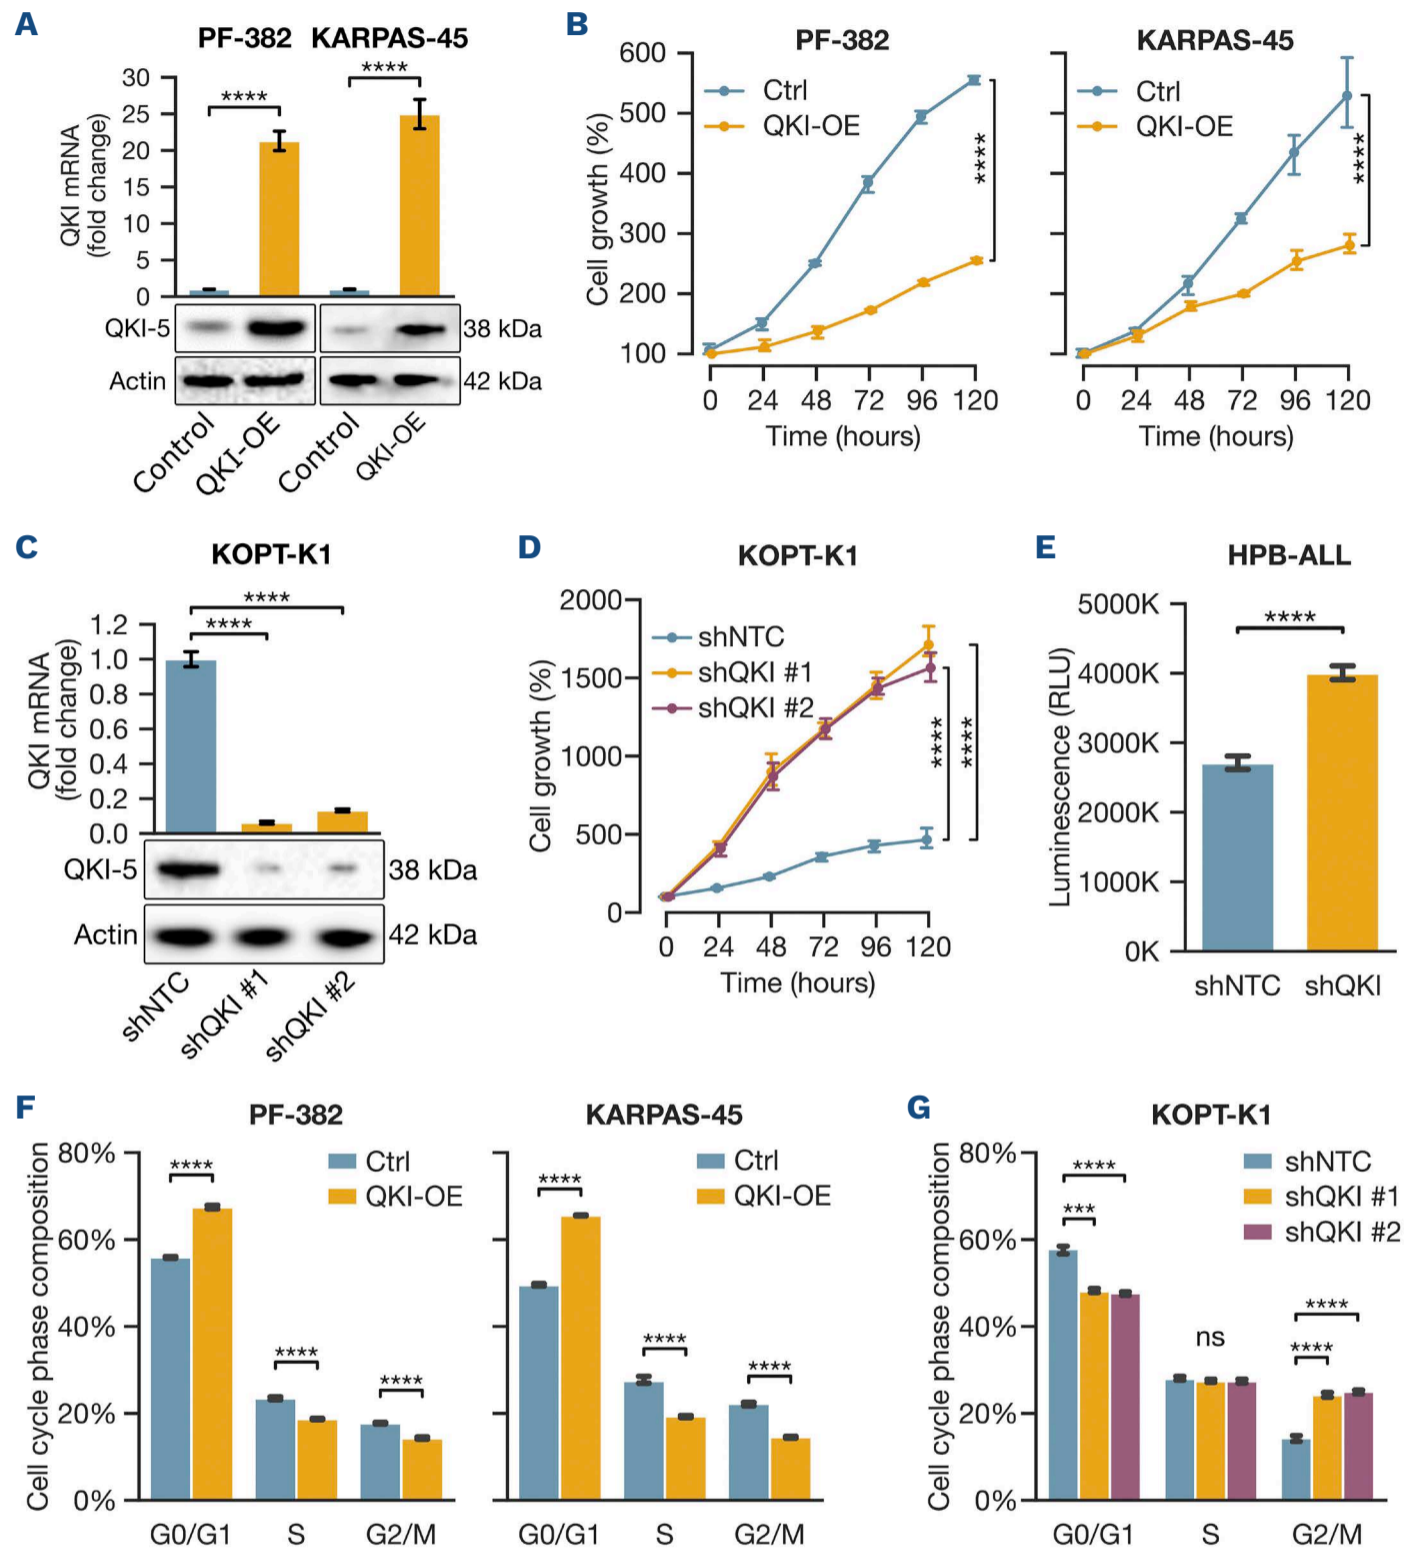 A
PF-382 KARPAS-45
****
****
QKI mRNA
(fold change)
30
25
20
15
10
5
0
QKI-5
38 kDa
Actin
42 kDa
Control
QKI-OE
Control
QKI-OE
B
PF-382
Cell growth (%)
600
500
400
300
200
100
Ctrl
QKI-OE
****
0 24 48 72 96 120
Time (hours)
KARPAS-45
Ctrl
QKI-OE
****
0 24 48 72 96 120
Time (hours)
C
KOPT-K1
****
****
QKI mRNA
(fold change)
1.2
1.0
0.8
0.6
0.4
0.2
0.0
QKI-5
38 kDa
Actin
42 kDa
shNTC
shQKI #1
shQKI #2
D
KOPT-K1
Cell growth (%)
2000
1500
1000
500
0
shNTC
shQKI #1
shQKI #2
****
****
0 24 48 72 96 120
Time (hours)
E
HPB-ALL
****
Luminescence (RLU)
5000K
4000K
3000K
2000K
1000K
0K
shNTC shQKI
F
PF-382
Cell cycle phase composition
80%
60%
40%
20%
0%
Ctrl
QKI-OE
****
****
****
G0/G1 S G2/M
KARPAS-45
Ctrl
QKI-OE
****
****
****
G0/G1 S G2/M
G
KOPT-K1
Cell cycle phase composition
80%
60%
40%
20%
0%
shNTC
shQKI #1
shQKI #2
****
***
ns
****
****
G0/G1 S G2/M